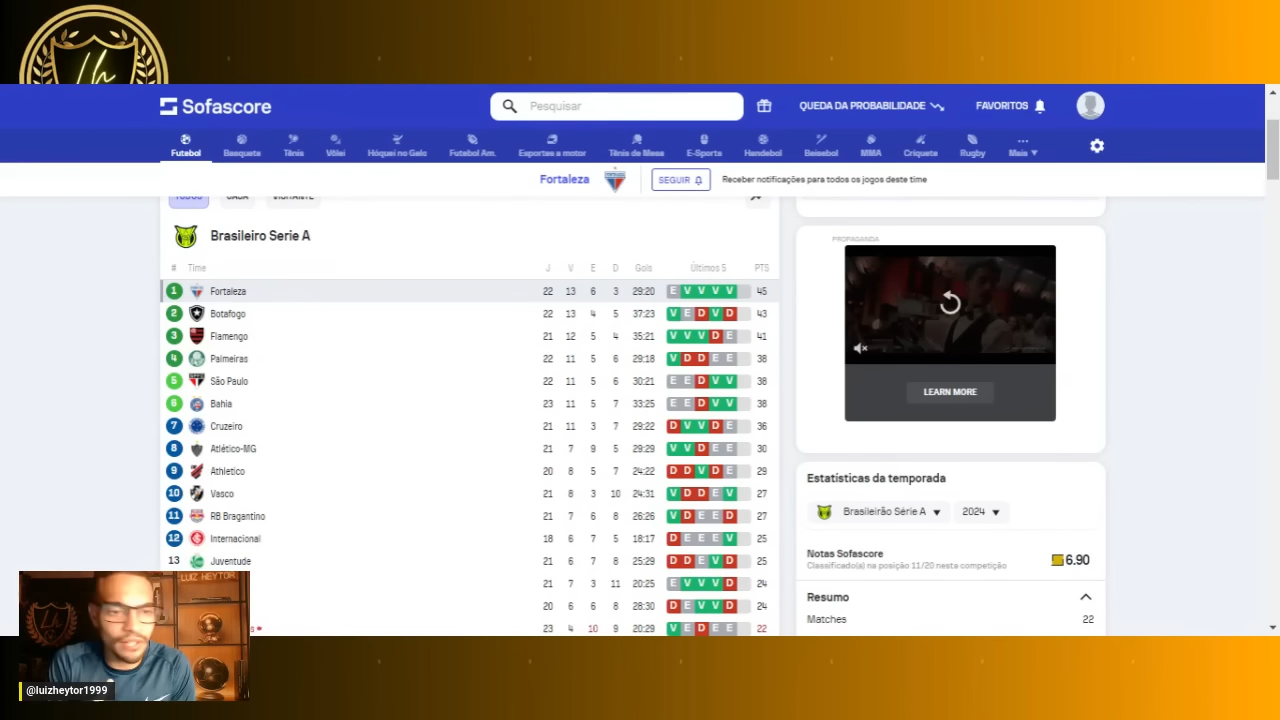 lh
Sofascore
Pesquisar
QUEDA DA PROBABILIDADE
FAVORITOS
Futebol Basquete Tênis Vôlei Hóquei no Gelo Futebol Am. Esportes a motor Tênis de Mesa E-Sports Handebol Beisebol MMA Críquete Rugby Mais
Fortaleza SEGUIR Receber notificações para todos os jogos deste time
TODOS CASA VISITANTE
Brasileiro Serie A
# Time J V E D Gols Últimos 5 PTS
1 Fortaleza 22 13 6 3 29:20 E V V V V 45
2 Botafogo 22 13 4 5 37:23 V E D V D 43
3 Flamengo 21 12 5 4 35:21 V V V D E 41
4 Palmeiras 22 11 5 6 29:18 V D D E E 38
5 São Paulo 22 11 5 6 30:21 E E D V V 38
6 Bahia 23 11 5 7 33:25 E E D V V 38
7 Cruzeiro 21 11 3 7 29:22 D V V D E 36
8 Atlético-MG 21 7 9 5 29:29 V V D E E 30
9 Athletico 20 8 5 7 24:22 D D V D E 29
10 Vasco 21 8 3 10 24:31 V D D E V 27
11 RB Bragantino 21 7 6 8 26:26 V D E E D 27
12 Internacional 18 6 7 5 18:17 D E E E V 25
13 Juventude 21 6 7 8 25:29 D D E V D 25
21 7 3 11 20:25 E V V V D 24
20 6 6 8 28:30 D E V V D 24
23 4 10 9 20:29 V E D E E 22
PROPAGANDA
LEARN MORE
Estatísticas da temporada
Brasileirão Série A 2024
Notas Sofascore 6.90
Classificado(a) na posição 11/20 nesta competição
Resumo
Matches 22
LUIZ HEYTOR
@luizheytor1999